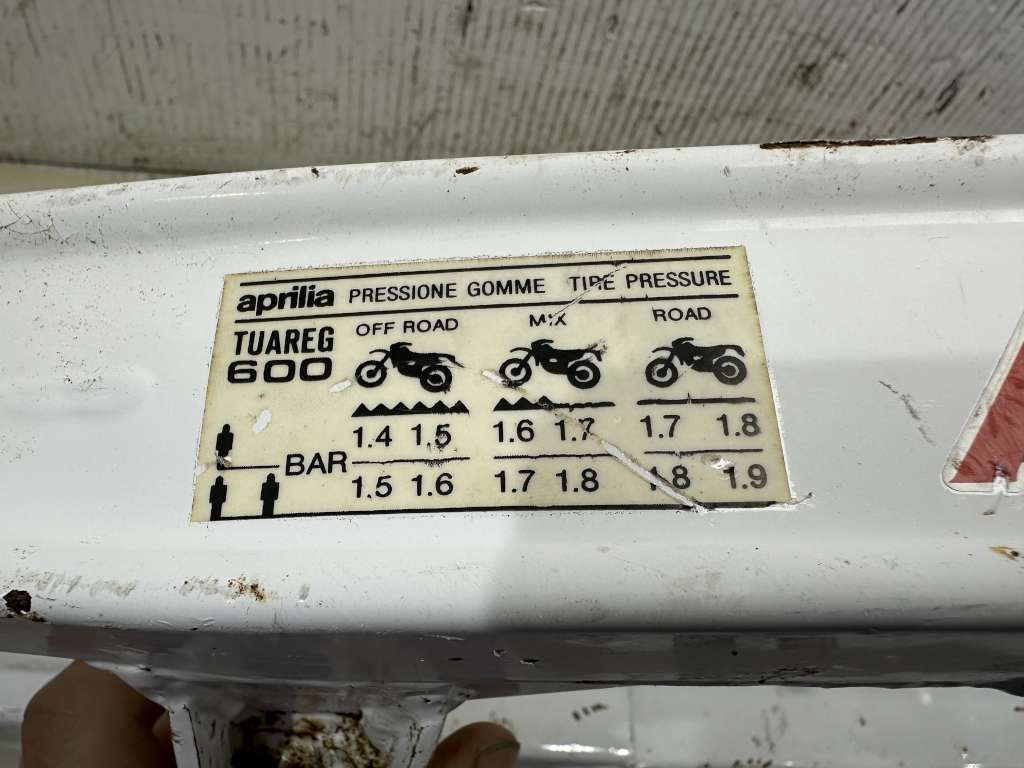 aprilia PRESSIONE GOMME TIRE PRESSURE
TUAREG 600
OFF ROAD MIX ROAD
1.4 1.5 1.6 1.7 1.7 1.8
BAR
1.5 1.6 1.7 1.8 1.8 1.9